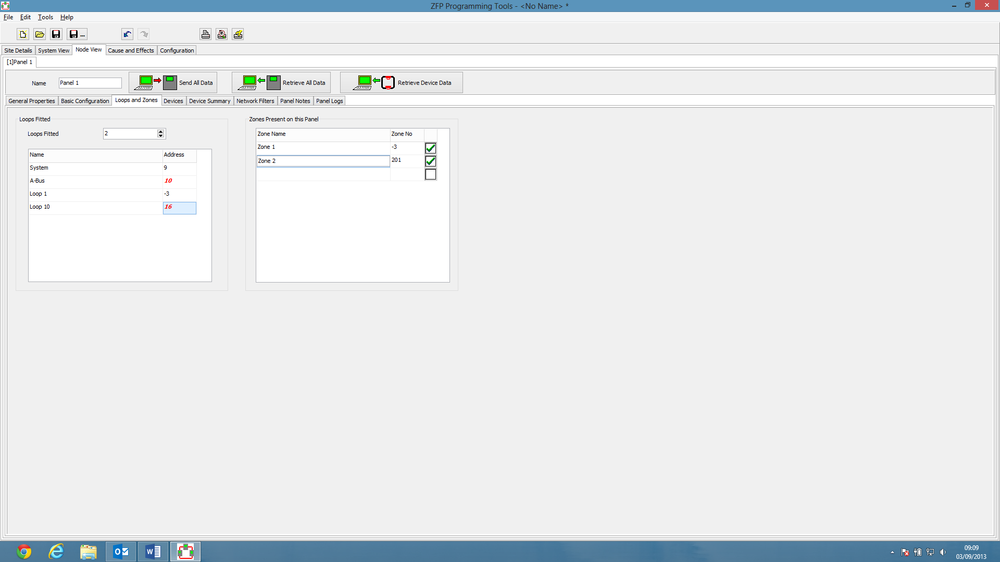 ZFP Programming Tools - <No Name> *
File Edit Tools Help
...
Site Details System View Node View Cause and Effects Configuration
[1]Panel 1
Name Panel 1 Send All Data Retrieve All Data Retrieve Device Data
General Properties Basic Configuration Loops and Zones Devices Device Summary Network Filters Panel Notes Panel Logs
Loops Fitted
Loops Fitted 2
Name Address
System 9
A-Bus 10
Loop 1 -3
Loop 10 16
Zones Present on this Panel
Zone Name Zone No
Zone 1 -3
Zone 2 201
09:09
03/09/2013